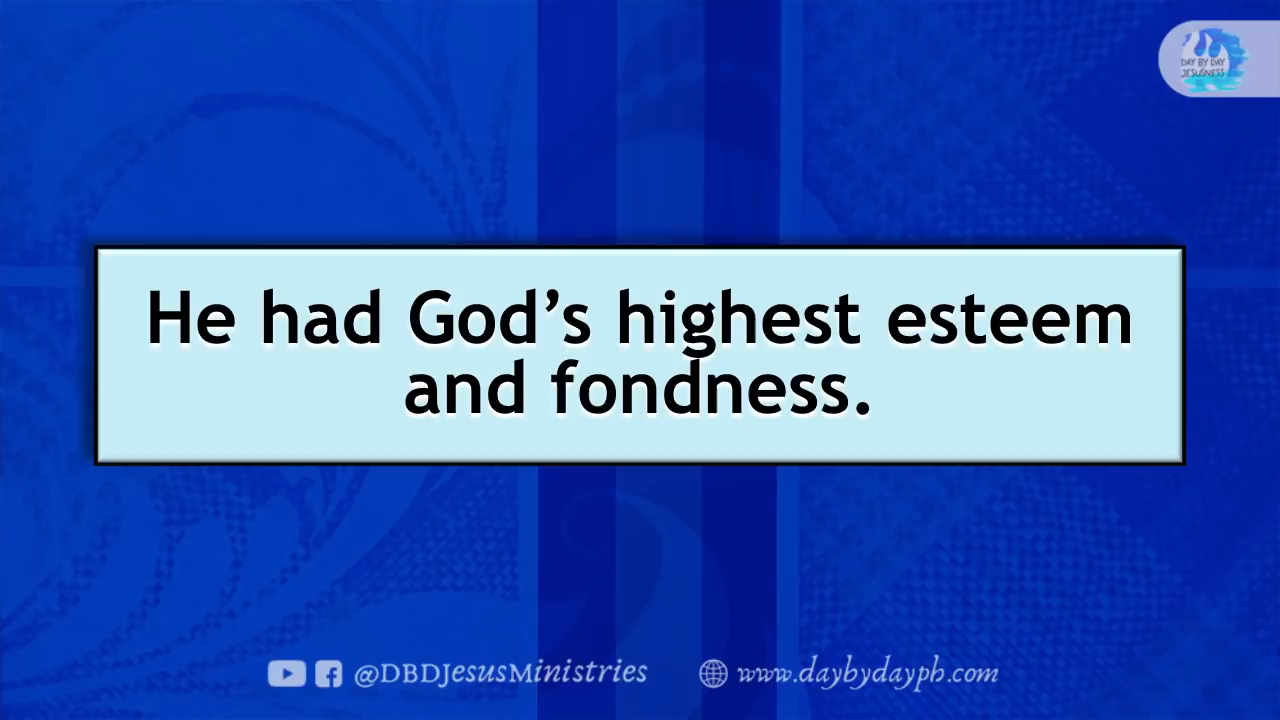 DAY BY DAY
JESUSNESS
He had God’s highest esteem
and fondness.
@DBDJesusMinistries
www.daybydayph.com